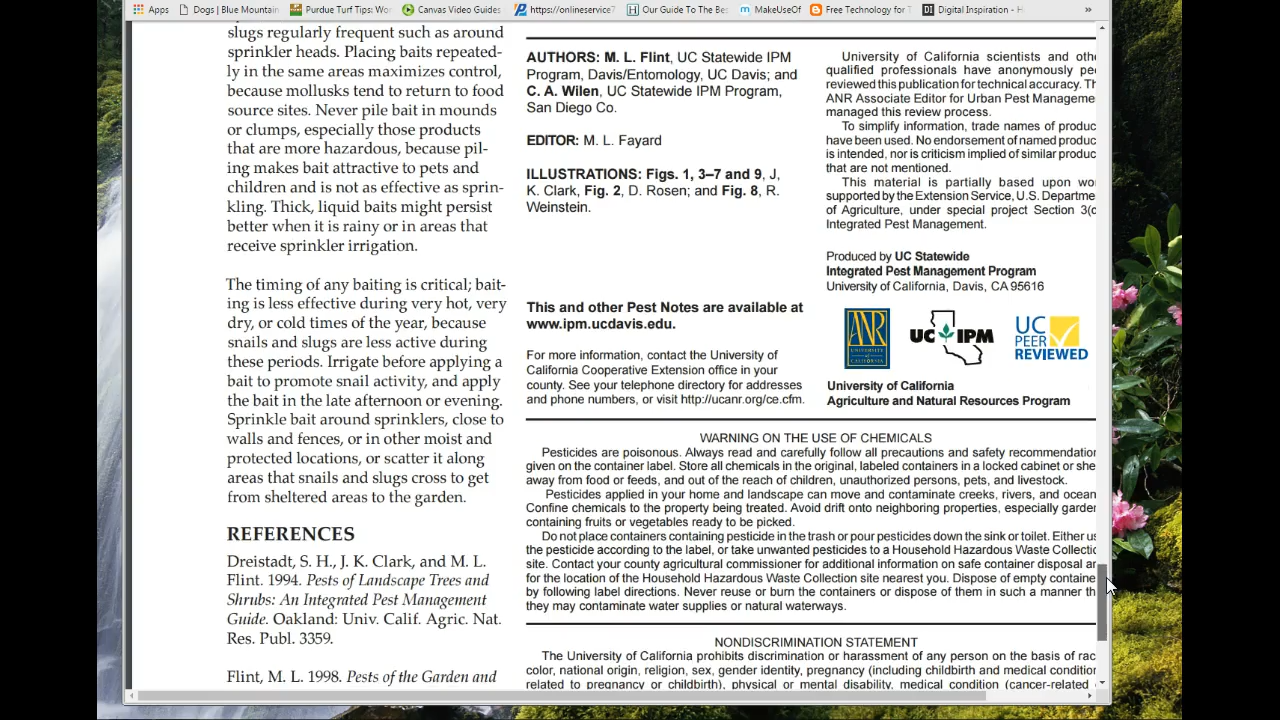 Apps
Dogs | Blue Mountain
Purdue Turf Tips: Wo
Canvas Video Guides
https://onlineservice
Our Guide To The Bes
MakeUseOf
Free Technology for T
Digital Inspiration - H
»
slugs regularly frequent such as around
sprinkler heads. Placing baits repeated-
ly in the same areas maximizes control,
because mollusks tend to return to food
source sites. Never pile bait in mounds
or clumps, especially those products
that are more hazardous, because pil-
ing makes bait attractive to pets and
children and is not as effective as sprin-
kling. Thick, liquid baits might persist
better when it is rainy or in areas that
receive sprinkler irrigation.
The timing of any baiting is critical; bait-
ing is less effective during very hot, very
dry, or cold times of the year, because
snails and slugs are less active during
these periods. Irrigate before applying a
bait to promote snail activity, and apply
the bait in the late afternoon or evening.
Sprinkle bait around sprinklers, close to
walls and fences, or in other moist and
protected locations, or scatter it along
areas that snails and slugs cross to get
from sheltered areas to the garden.
REFERENCES
Dreistadt, S. H., J. K. Clark, and M. L.
Flint. 1994. Pests of Landscape Trees and
Shrubs: An Integrated Pest Management
Guide. Oakland: Univ. Calif. Agric. Nat.
Res. Publ. 3359.
Flint, M. L. 1998. Pests of the Garden and
AUTHORS: M. L. Flint, UC Statewide IPM
Program, Davis/Entomology, UC Davis; and
C. A. Wilen, UC Statewide IPM Program,
San Diego Co.
EDITOR: M. L. Fayard
ILLUSTRATIONS: Figs. 1, 3–7 and 9, J,
K. Clark, Fig. 2, D. Rosen; and Fig. 8, R.
Weinstein.
This and other Pest Notes are available at
www.ipm.ucdavis.edu.
For more information, contact the University of
California Cooperative Extension office in your
county. See your telephone directory for addresses
and phone numbers, or visit http://ucanr.org/ce.cfm.
University of California scientists and othe
qualified professionals have anonymously pee
reviewed this publication for technical accuracy. Th
ANR Associate Editor for Urban Pest Manageme
managed this review process.
To simplify information, trade names of produc
have been used. No endorsement of named produc
is intended, nor is criticism implied of similar produc
that are not mentioned.
This material is partially based upon wo
supported by the Extension Service, U.S. Departme
of Agriculture, under special project Section 3(c
Integrated Pest Management.
Produced by UC Statewide
Integrated Pest Management Program
University of California, Davis, CA 95616
ANR
UNIVERSITY
OF
CALIFORNIA
UC IPM
UC
PEER
REVIEWED
University of California
Agriculture and Natural Resources Program
WARNING ON THE USE OF CHEMICALS
Pesticides are poisonous. Always read and carefully follow all precautions and safety recommendation
given on the container label. Store all chemicals in the original, labeled containers in a locked cabinet or she
away from food or feeds, and out of the reach of children, unauthorized persons, pets, and livestock.
Pesticides applied in your home and landscape can move and contaminate creeks, rivers, and ocean
Confine chemicals to the property being treated. Avoid drift onto neighboring properties, especially garden
containing fruits or vegetables ready to be picked.
Do not place containers containing pesticide in the trash or pour pesticides down the sink or toilet. Either us
the pesticide according to the label, or take unwanted pesticides to a Household Hazardous Waste Collectic
site. Contact your county agricultural commissioner for additional information on safe container disposal an
for the location of the Household Hazardous Waste Collection site nearest you. Dispose of empty containe
by following label directions. Never reuse or burn the containers or dispose of them in such a manner th
they may contaminate water supplies or natural waterways.
NONDISCRIMINATION STATEMENT
The University of California prohibits discrimination or harassment of any person on the basis of rac
color, national origin, religion, sex, gender identity, pregnancy (including childbirth and medical condition
related to pregnancy or childbirth), physical or mental disability, medical condition (cancer-related